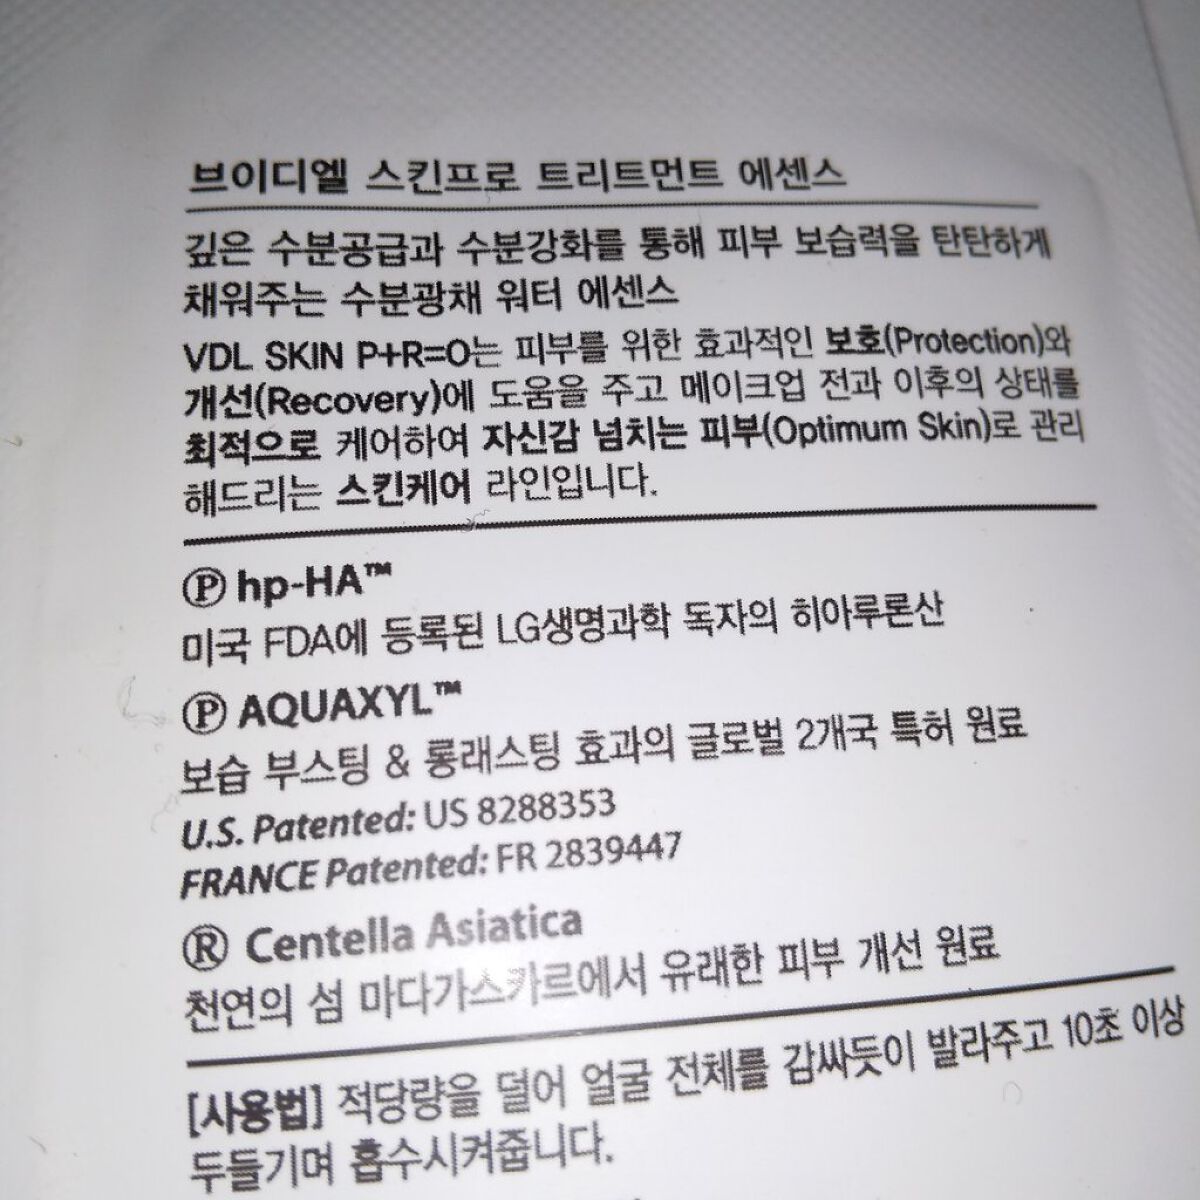 브이디엘 스킨프로 트리트먼트 에센스
깊은 수분공급과 수분강화를 통해 피부 보습력을 탄탄하게
채워주는 수분광채 워터 에센스
VDL SKIN P+R=O는 피부를 위한 효과적인 보호(Protection)와
개선(Recovery)에 도움을 주고 메이크업 전과 이후의 상태를
최적으로 케어하여 자신감 넘치는 피부(Optimum Skin)로 관리
해드리는 스킨케어 라인입니다.
Ⓟ hp-HA™
미국 FDA에 등록된 LG생명과학 독자의 히아루론산
Ⓟ AQUAXYL™
보습 부스팅 & 롱래스팅 효과의 글로벌 2개국 특허 원료
U.S. Patented: US 8288353
FRANCE Patented: FR 2839447
Ⓡ Centella Asiatica
천연의 섬 마다가스카르에서 유래한 피부 개선 원료
[사용법] 적당량을 덜어 얼굴 전체를 감싸듯이 발라주고 10초 이상
두들기며 흡수시켜줍니다.